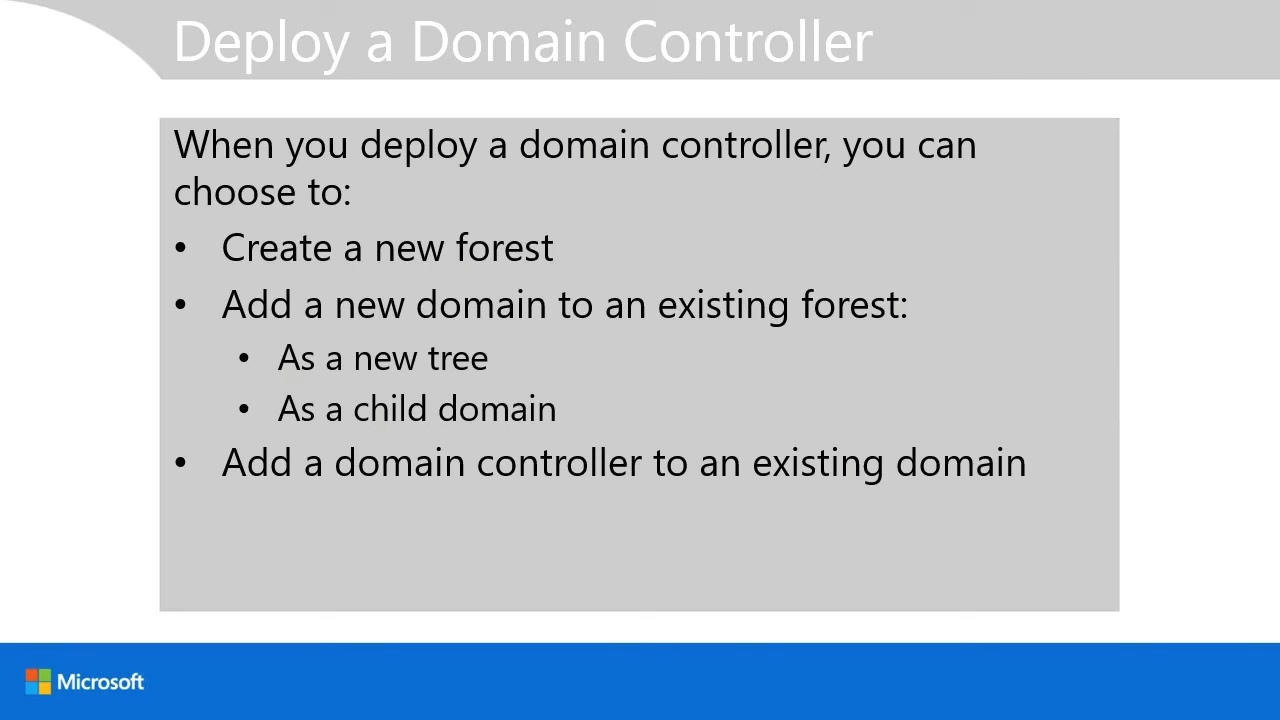 Deploy a Domain Controller
When you deploy a domain controller, you can
choose to:
• Create a new forest
• Add a new domain to an existing forest:
• As a new tree
• As a child domain
• Add a domain controller to an existing domain
Microsoft